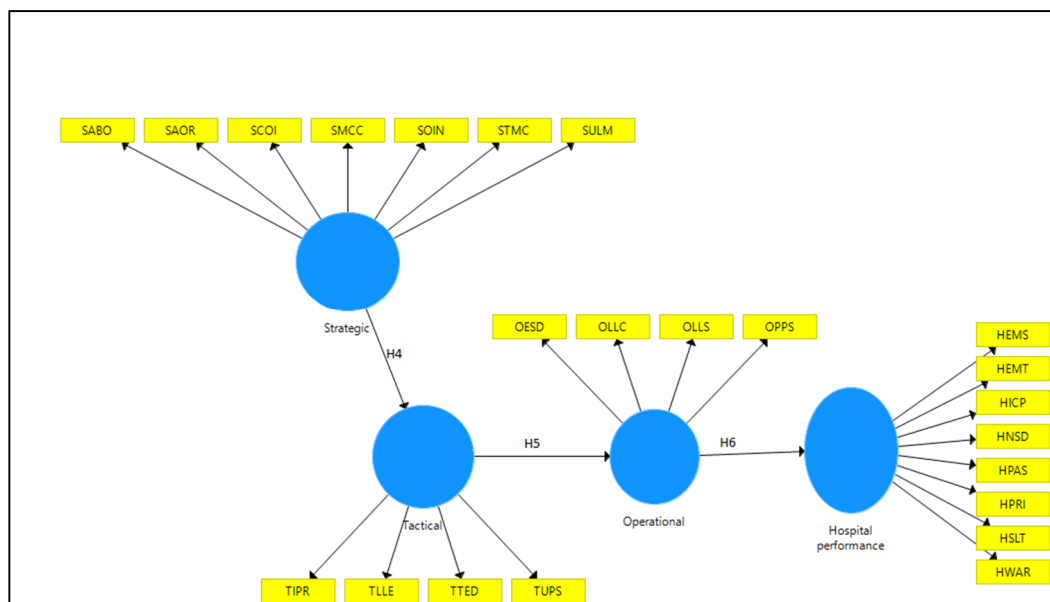 SABO
SAOR
SCOI
SMCC
SOIN
STMC
SULM
Strategic
H4
OESD
OLLC
OLLS
OPPS
HEMS
HEMT
HICP
HNSD
HPAS
HPRI
HSLT
HWAR
H5
H6
Tactical
Operational
Hospital
performance
TIPR
TLLE
TTED
TUPS